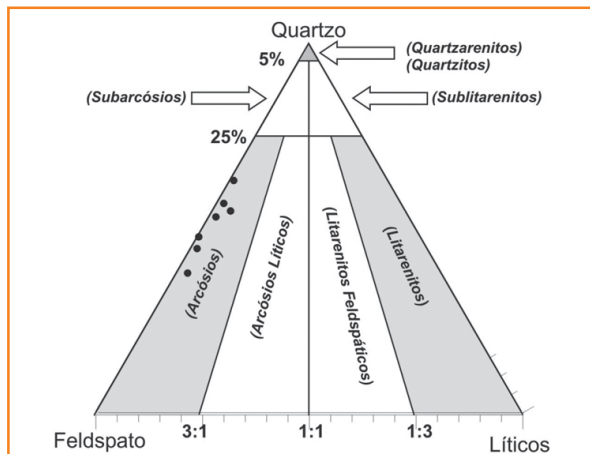 Quartzo
5%
(Quartzarenitos)
(Quartzitos)
(Subarcósios)
(Sublitarenitos)
25%
(Arcósios)
(Arcósios Líticos)
(Litarenitos Feldspáticos)
(Litarenitos)
3:1
1:1
1:3
Feldspato
Líticos